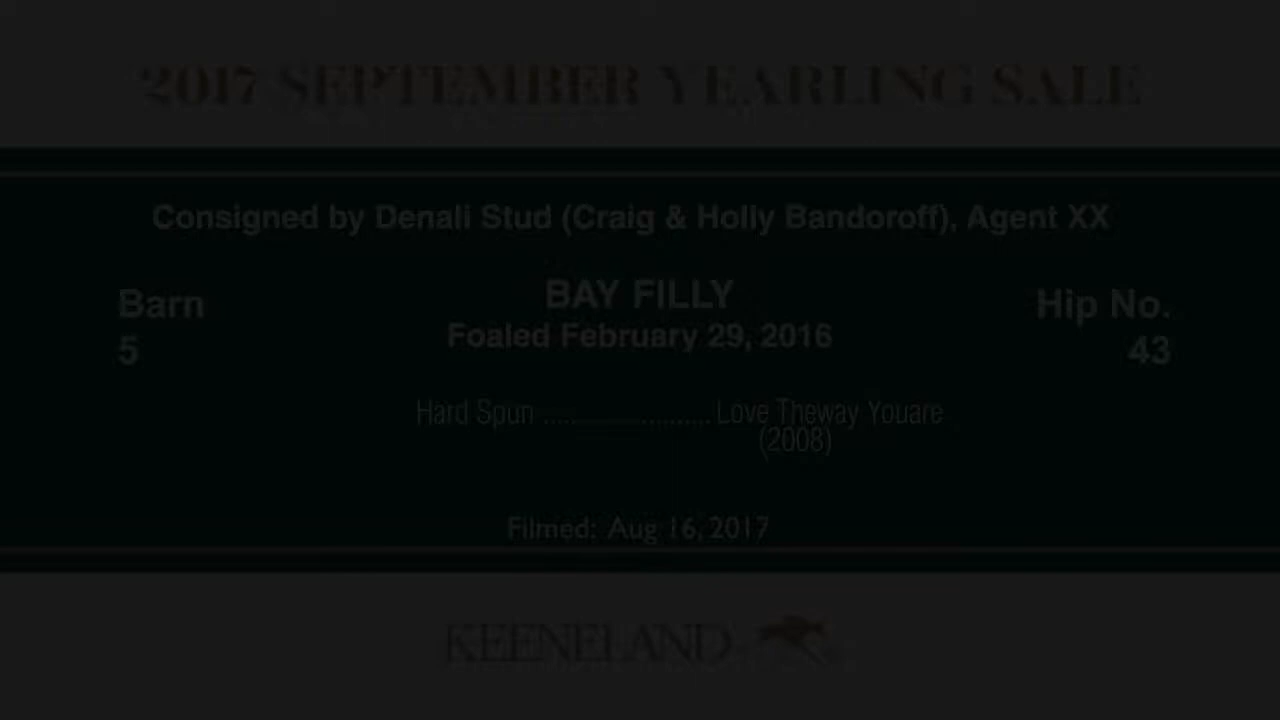 2017 SEPTEMBER YEARLING SALE
Consigned by Denali Stud (Craig & Holly Bandoroff), Agent XX
Barn
5
BAY FILLY
Foaled February 29, 2016
Hip No.
43
Hard Spun ........................ Love Theway Youare
(2008)
Filmed: Aug 16, 2017
KEENELAND